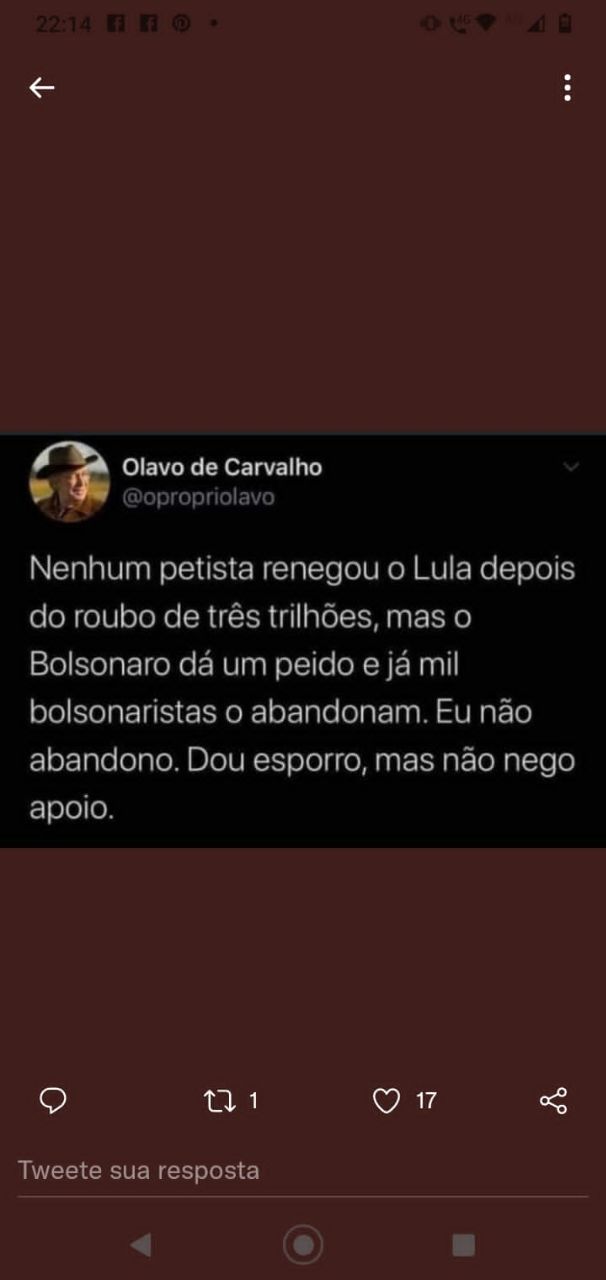 22:14
Olavo de Carvalho
@opropriolavo
Nenhum petista renegou o Lula depois
do roubo de três trilhões, mas o
Bolsonaro dá um peido e já mil
bolsonaristas o abandonam. Eu não
abandono. Dou esporro, mas não nego
apoio.
1 17
Tweete sua resposta